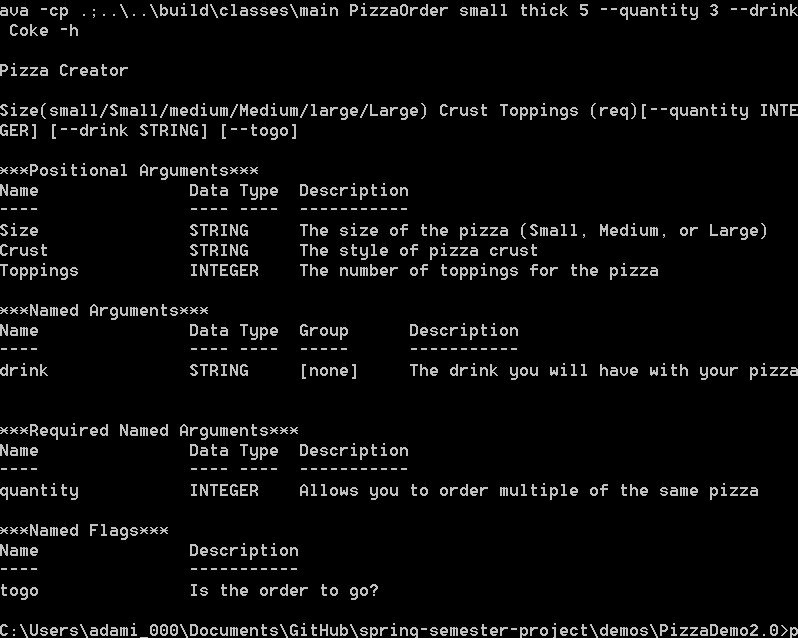 ava -cp .;..\..\build\classes\main PizzaOrder small thick 5 --quantity 3 --drink
Coke -h
Pizza Creator
Size(small/Small/medium/Medium/large/Large) Crust Toppings (req)[--quantity INTE
GER] [--drink STRING] [--togo]
***Positional Arguments***
Name Data Type Description
---- ---- ---- -----------
Size STRING The size of the pizza (Small, Medium, or Large)
Crust STRING The style of pizza crust
Toppings INTEGER The number of toppings for the pizza
***Named Arguments***
Name Data Type Group Description
---- ---- ---- ----- -----------
drink STRING [none] The drink you will have with your pizza
***Required Named Arguments***
Name Data Type Description
---- ---- ---- -----------
quantity INTEGER Allows you to order multiple of the same pizza
***Named Flags***
Name Description
---- -----------
togo Is the order to go?
C:\Users\adami_000\Documents\GitHub\spring-semester-project\demos\PizzaDemo2.0>p